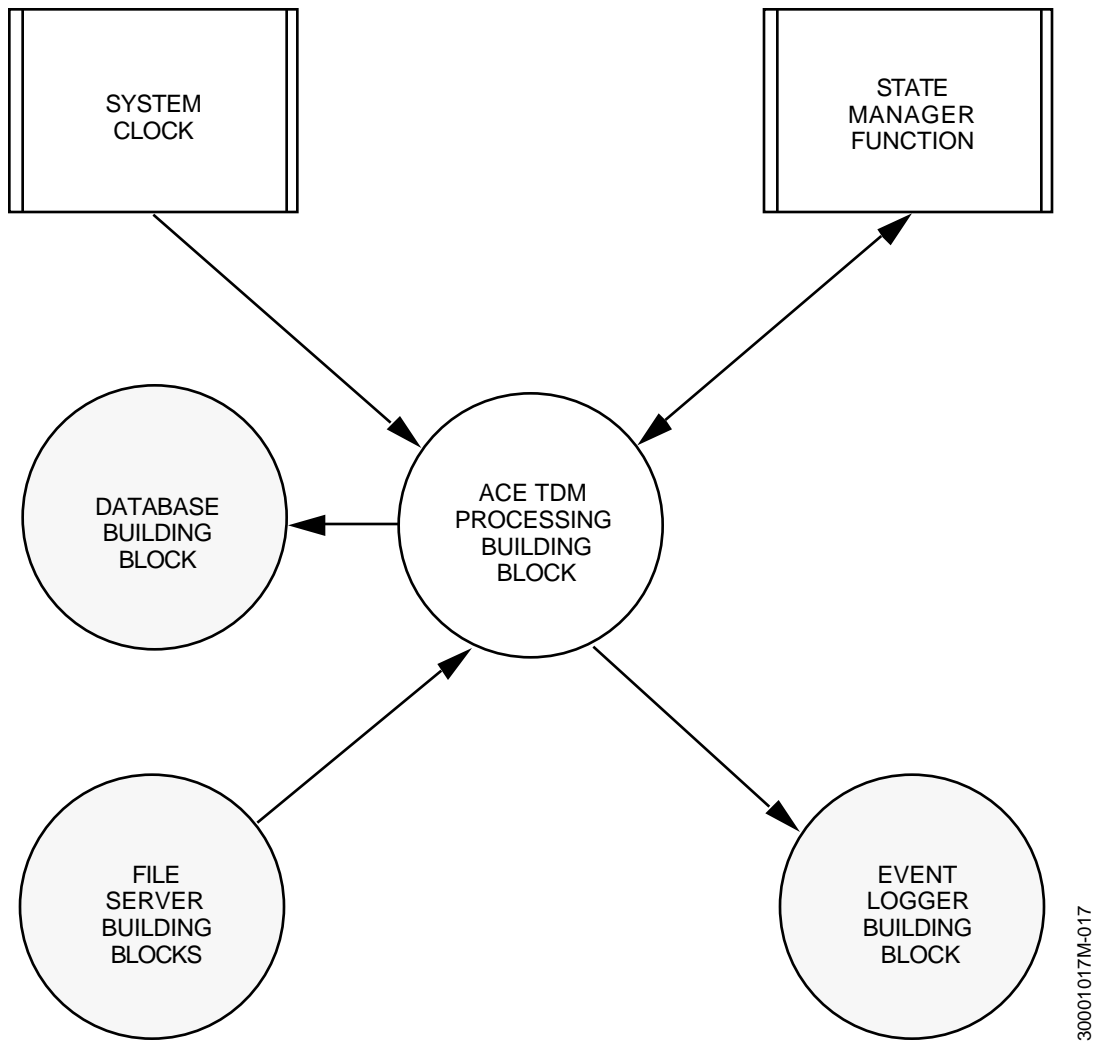 SYSTEM
CLOCK
STATE
MANAGER
FUNCTION
DATABASE
BUILDING
BLOCK
ACE TDM
PROCESSING
BUILDING
BLOCK
FILE
SERVER
BUILDING
BLOCKS
EVENT
LOGGER
BUILDING
BLOCK
30001017M-017